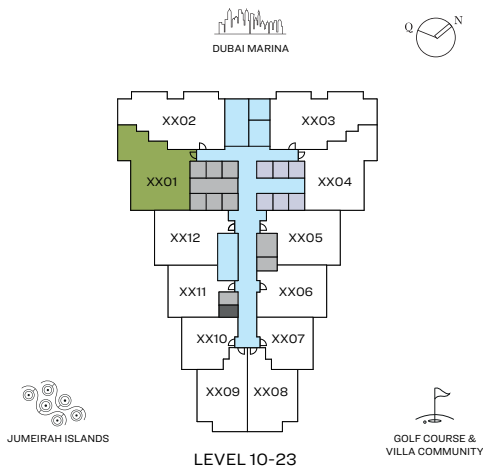 DUBAI MARINA
Q N
XX02 XX03
XX01 XX04
XX12 XX05
XX11 XX06
XX10 XX07
XX09 XX08
JUMEIRAH ISLANDS
GOLF COURSE &
VILLA COMMUNITY
LEVEL 10-23